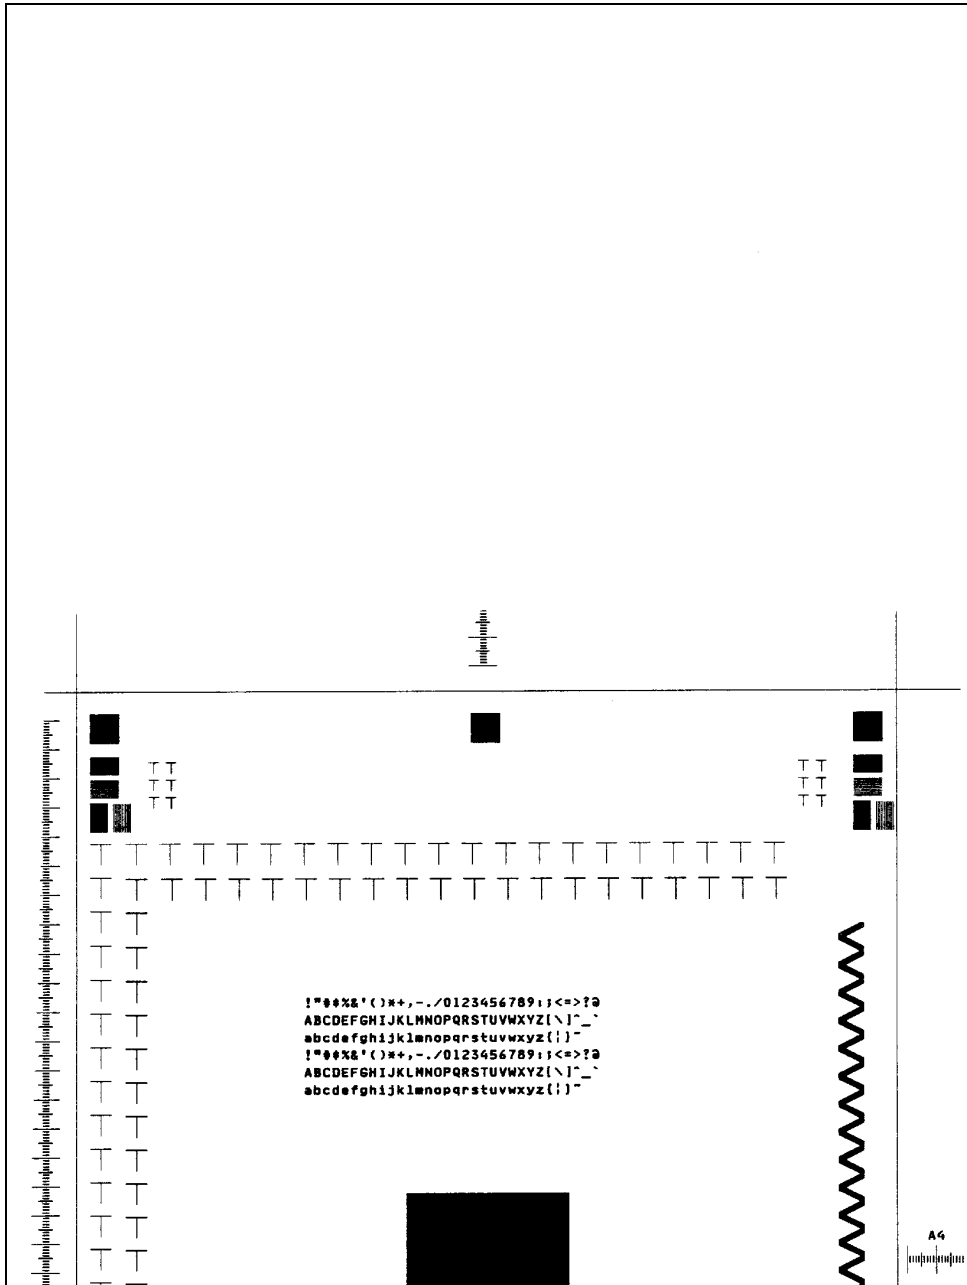 T T T T
T T T T
T T T T
T T T T T T T T T T T T T T T T T T T T T
T T T T T T T T T T T T T T T T T T T T T
T T
T T
T T
!"#$%&'()*+,-./0123456789:;<=>?@
ABCDEFGHIJKLMNOPQRSTUVWXYZ[\]^_`
abcdefghijklmnopqrstuvwxyz{¦}~
!"#$%&'()*+,-./0123456789:;<=>?@
ABCDEFGHIJKLMNOPQRSTUVWXYZ[\]^_`
abcdefghijklmnopqrstuvwxyz{¦}~
T T
T T
T T
T T
T T
T T
T T
A4
T T